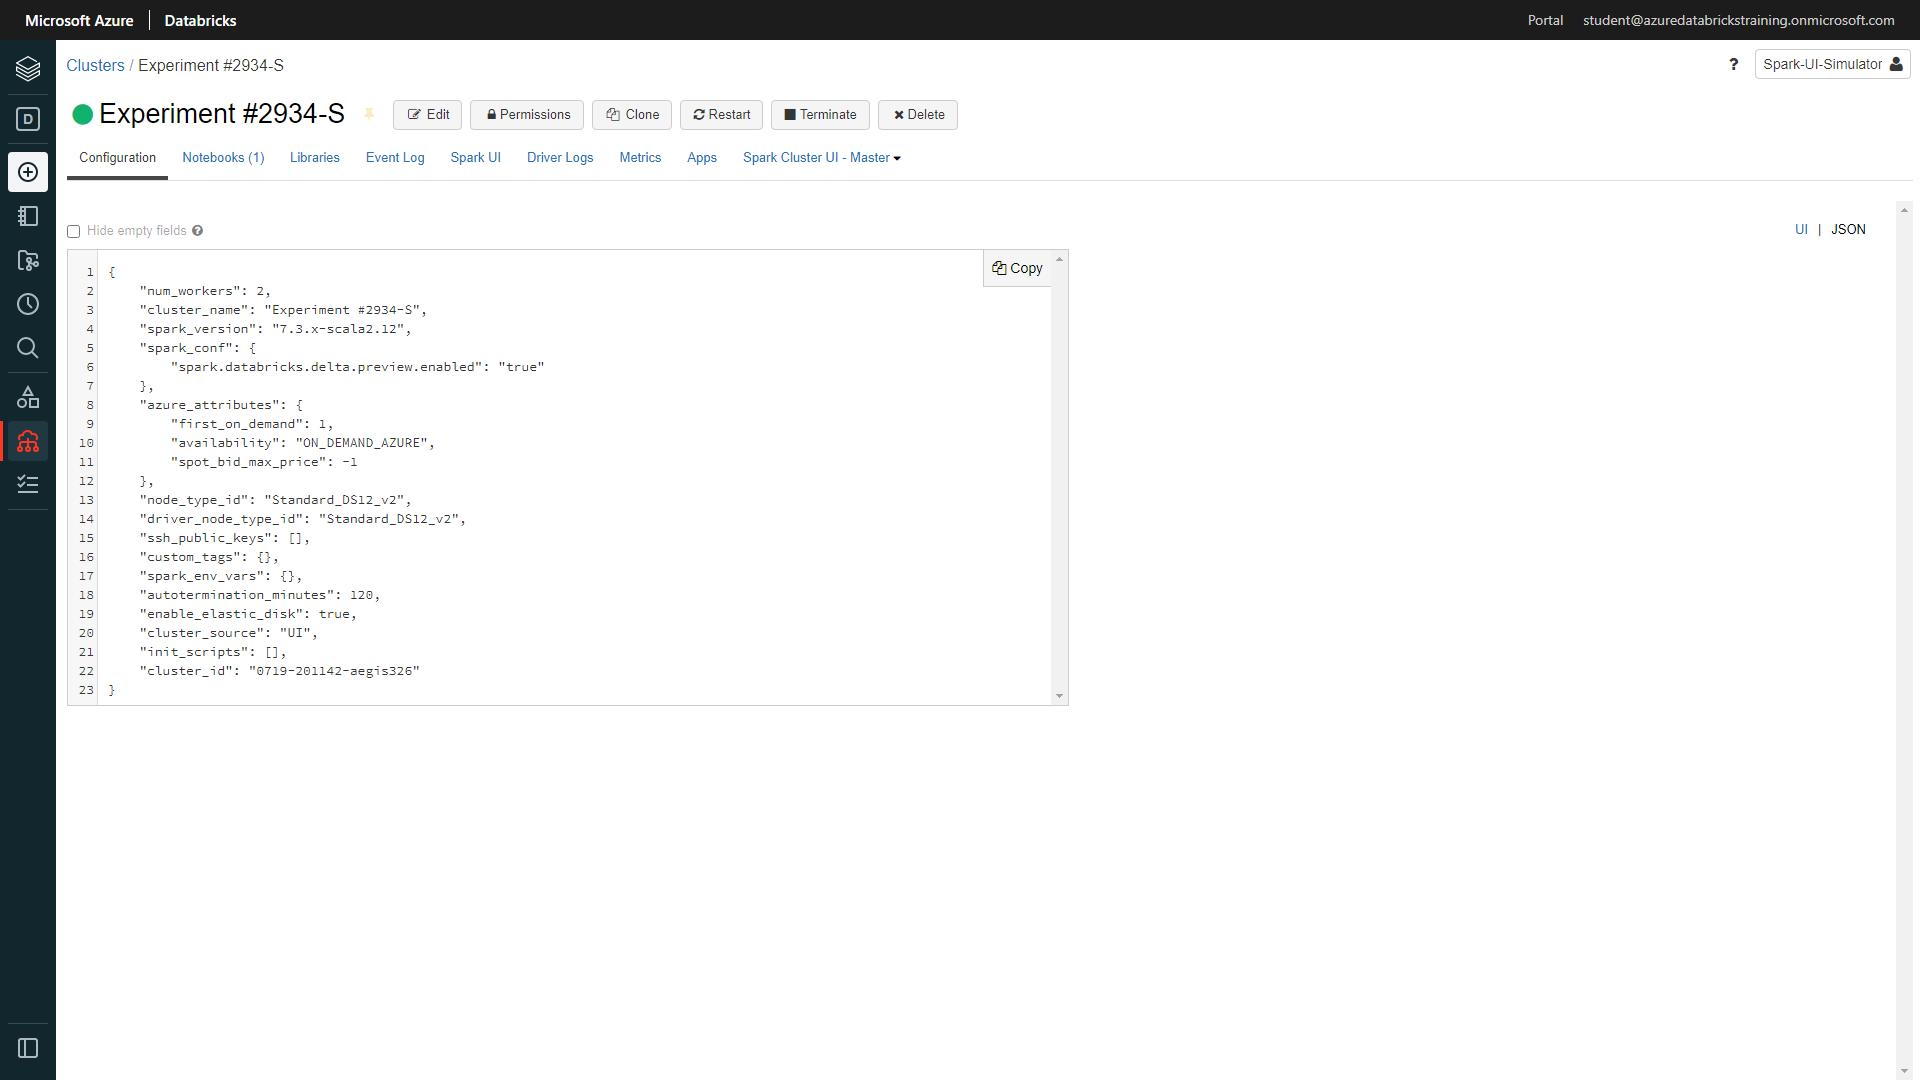 Microsoft Azure | Databricks
Portal student@azuredatabrickstraining.onmicrosoft.com
Clusters / Experiment #2934-S
? Spark-UI-Simulator
D
Experiment #2934-S Edit Permissions Clone Restart Terminate Delete
Configuration Notebooks (1) Libraries Event Log Spark UI Driver Logs Metrics Apps Spark Cluster UI - Master
Hide empty fields ?
UI | JSON
Copy
1 {
2 "num_workers": 2,
3 "cluster_name": "Experiment #2934-S",
4 "spark_version": "7.3.x-scala2.12",
5 "spark_conf": {
6 "spark.databricks.delta.preview.enabled": "true"
7 },
8 "azure_attributes": {
9 "first_on_demand": 1,
10 "availability": "ON_DEMAND_AZURE",
11 "spot_bid_max_price": -1
12 },
13 "node_type_id": "Standard_DS12_v2",
14 "driver_node_type_id": "Standard_DS12_v2",
15 "ssh_public_keys": [],
16 "custom_tags": {},
17 "spark_env_vars": {},
18 "autotermination_minutes": 120,
19 "enable_elastic_disk": true,
20 "cluster_source": "UI",
21 "init_scripts": [],
22 "cluster_id": "0719-201142-aegis326"
23 }